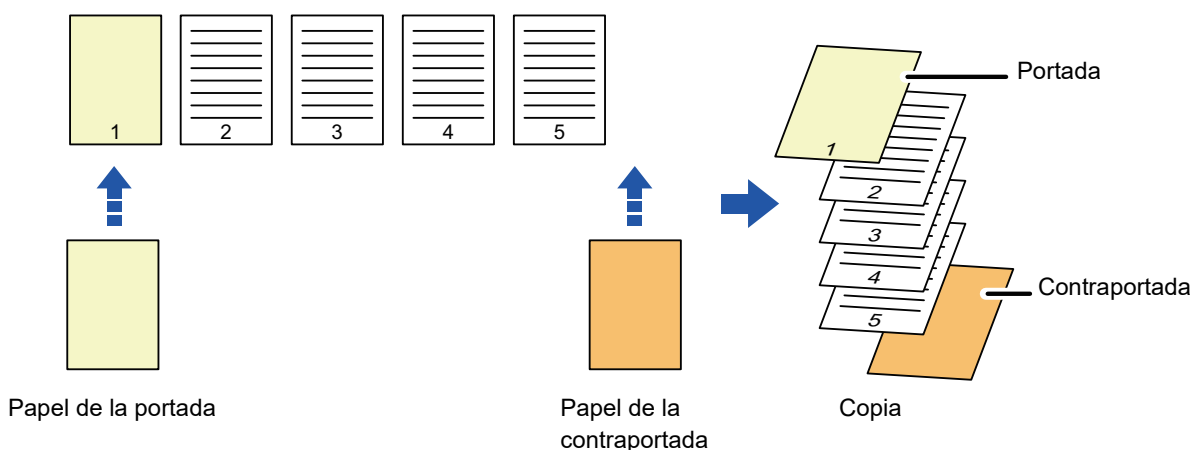 1
2
3
4
5
Portada
1
2
3
4
5
Contraportada
Papel de la portada
Papel de la
contraportada
Copia